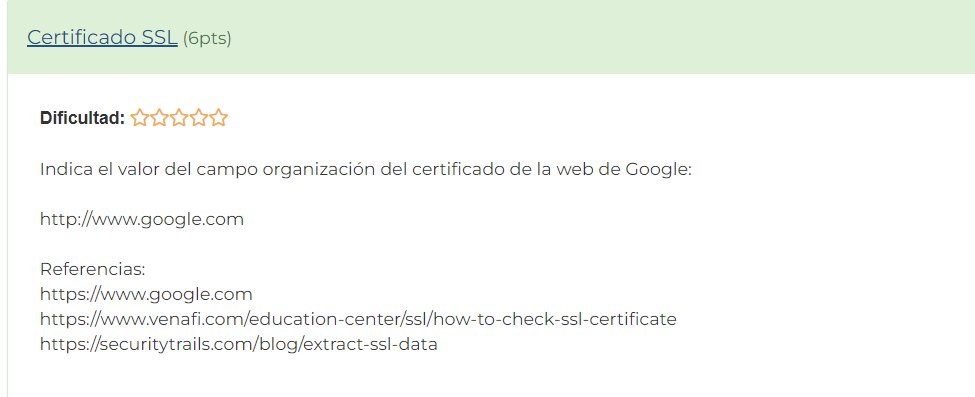 Certificado SSL (6pts)
Dificultad:
Indica el valor del campo organización del certificado de la web de Google:
http://www.google.com
Referencias:
https://www.google.com
https://www.venafi.com/education-center/ssl/how-to-check-ssl-certificate
https://securitytrails.com/blog/extract-ssl-data